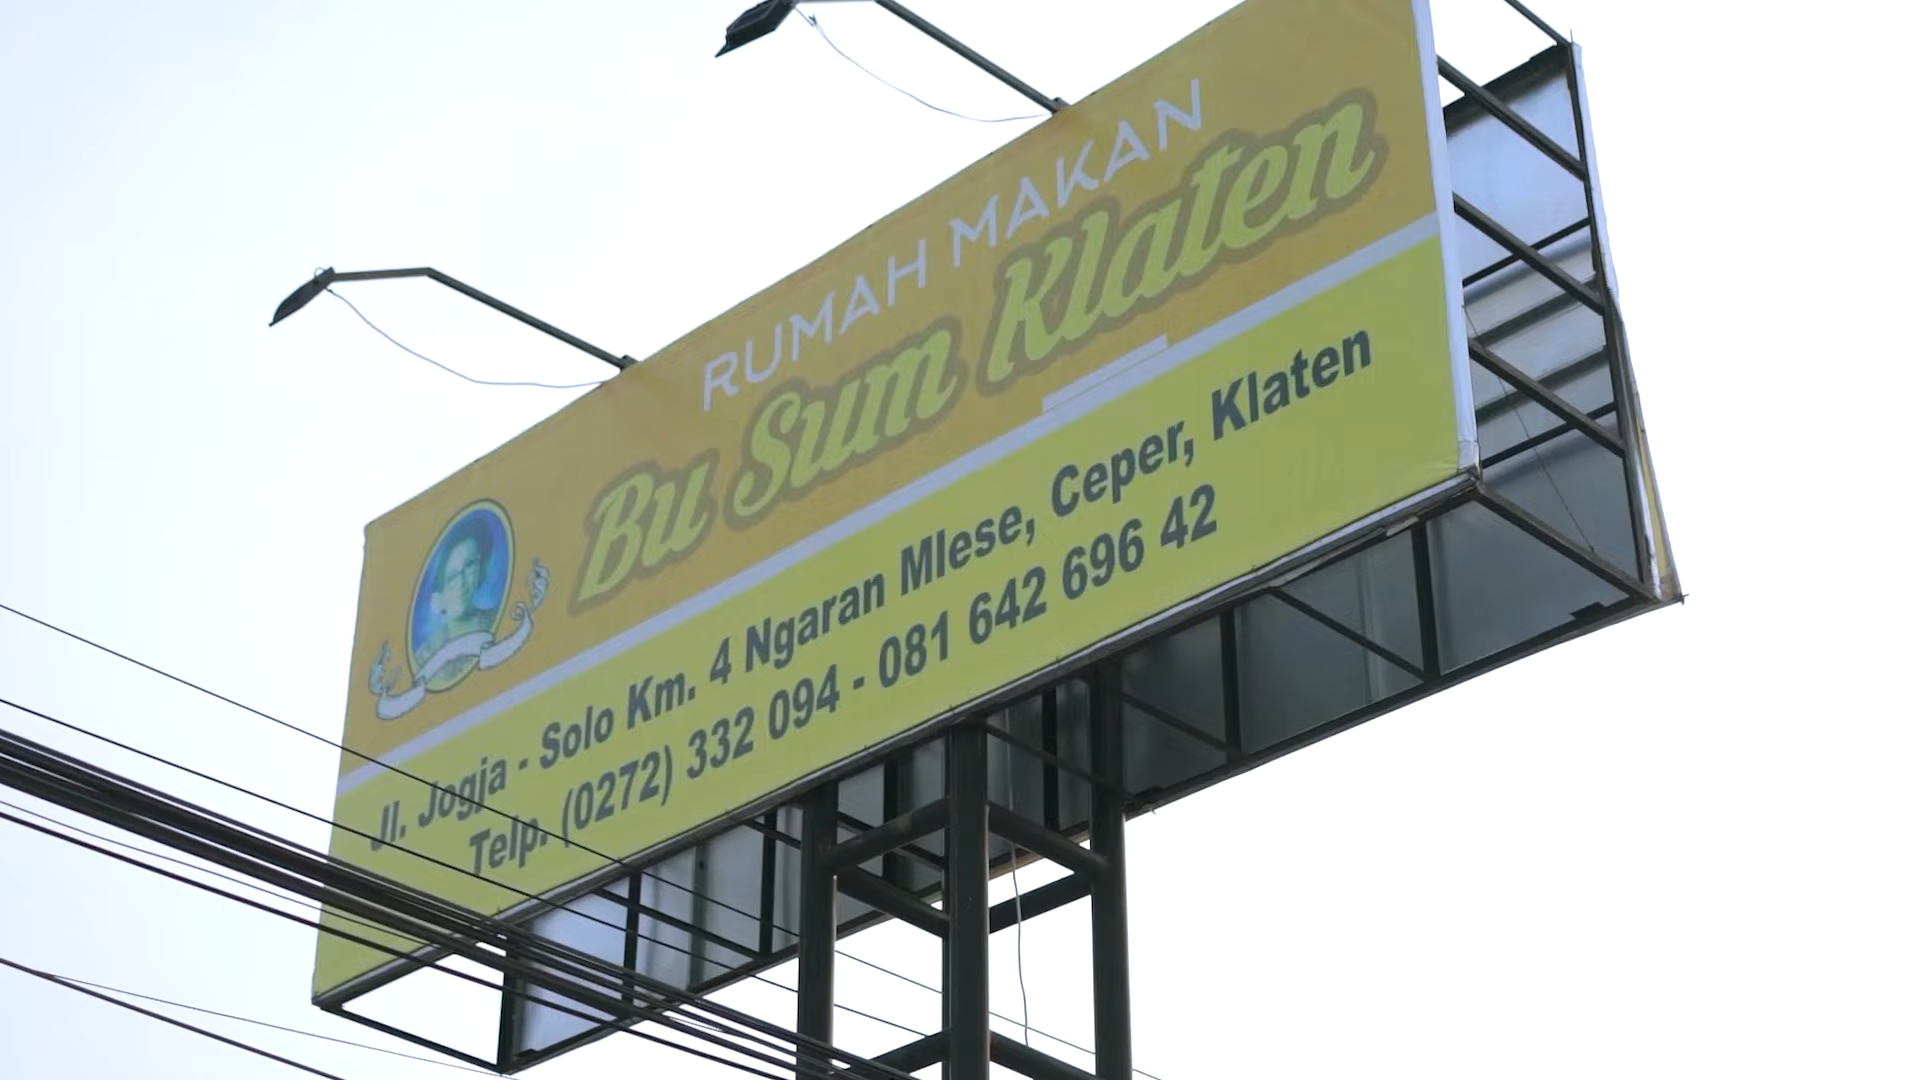 RUMAH MAKAN
Bu Sum Klaten
Jl. Jogja - Solo Km. 4 Ngaran Mlese, Ceper, Klaten
Telp. (0272) 332 094 - 081 642 696 42